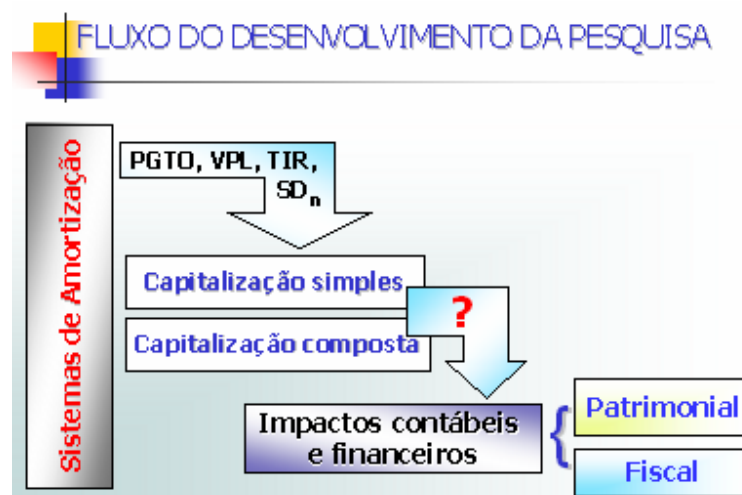 FLUXO DO DESENVOLVIMENTO DA PESQUISA
Sistemas de Amortização
PGTO, VPL, TIR,
SDn
Capitalização simples
?
Capitalização composta
Impactos contábeis
e financeiros
{
Patrimonial
Fiscal